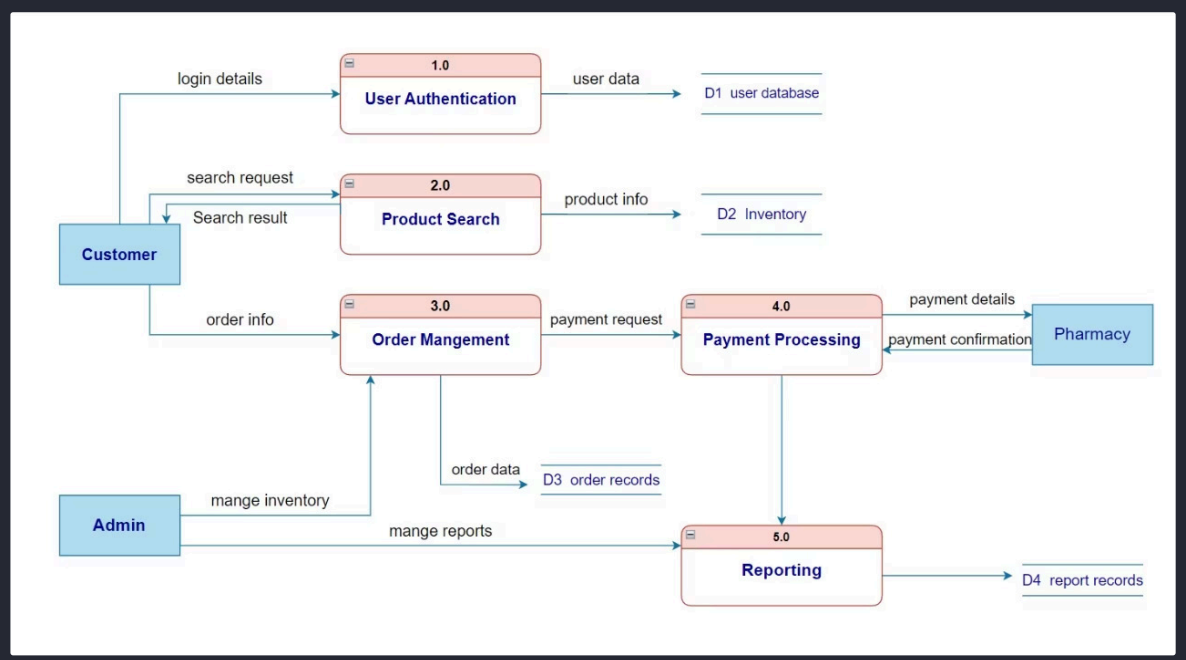 1.0
login details
user data
User Authentication
D1 user database
search request
2.0
product info
Search result
Product Search
D2 Inventory
Customer
3.0
4.0
payment details
order info
payment request
Order Mangement
Payment Processing
payment confirmation
Pharmacy
order data
D3 order records
mange inventory
Admin
mange reports
5.0
Reporting
D4 report records